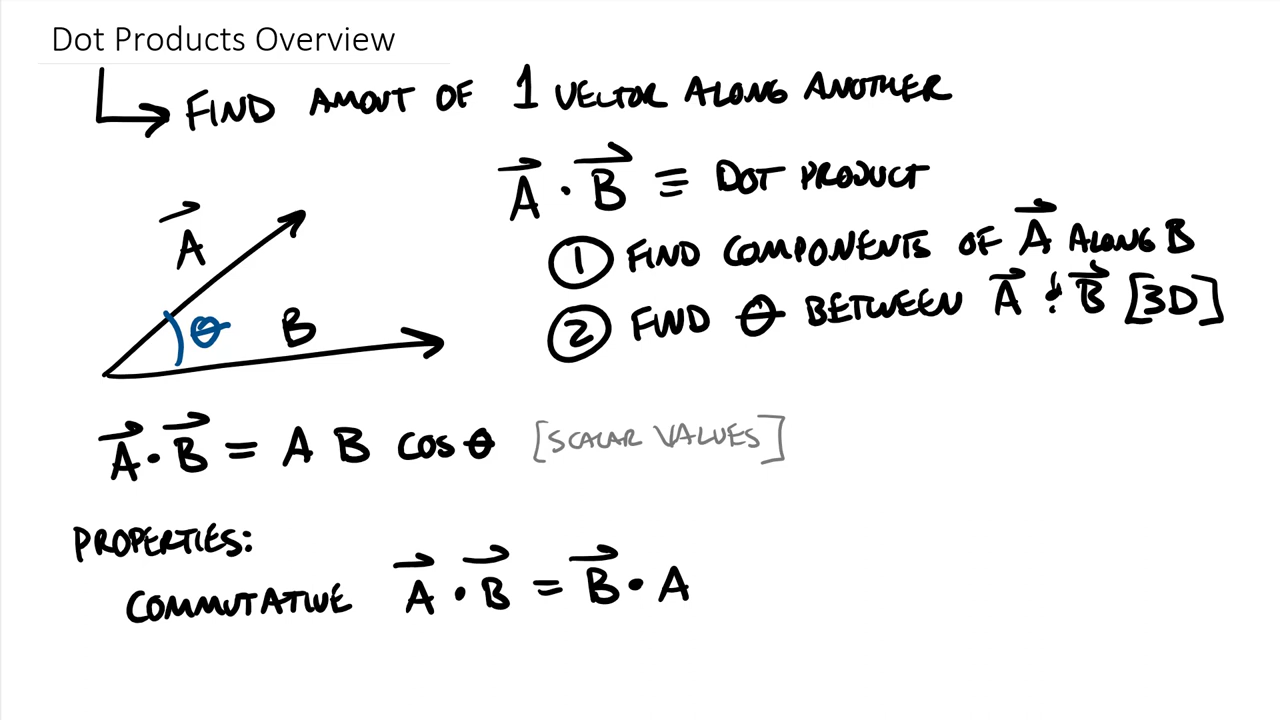 Dot Products Overview
FIND AMOUT OF 1 VECTOR ALONG ANOTHER
A⃗ · B⃗ ≡ DOT PRODUCT
① FIND COMPONENTS OF A⃗ ALONG B
② FIND θ BETWEEN A⃗ & B⃗ [3D]
A⃗
θ
B
A⃗ · B⃗ = A B cos θ [SCALAR VALUES]
PROPERTIES:
COMMUTATIVE A⃗ · B⃗ = B⃗ · A